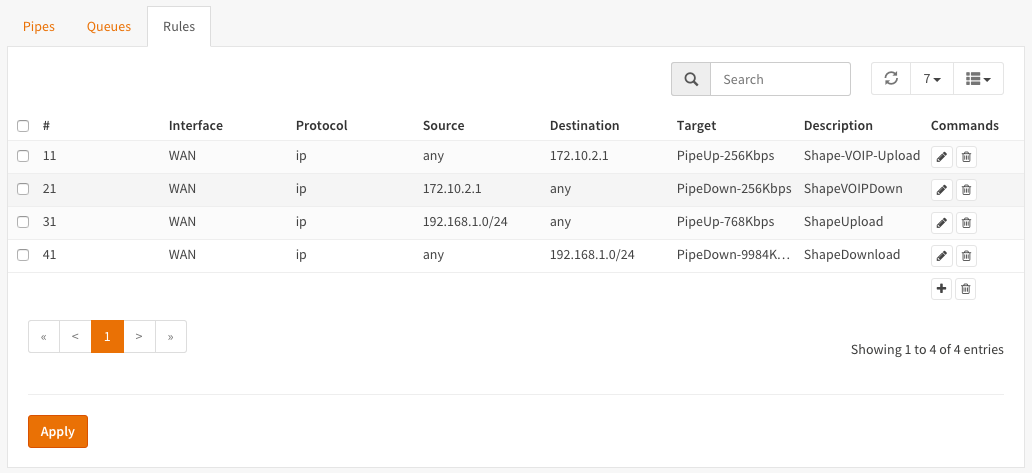 Pipes Queues Rules
Search 7
# Interface Protocol Source Destination Target Description Commands
11 WAN ip any 172.10.2.1 PipeUp-256Kbps Shape-VOIP-Upload
21 WAN ip 172.10.2.1 any PipeDown-256Kbps ShapeVOIPDown
31 WAN ip 192.168.1.0/24 any PipeUp-768Kbps ShapeUpload
41 WAN ip any 192.168.1.0/24 PipeDown-9984K... ShapeDownload
« < 1 > »
Showing 1 to 4 of 4 entries
Apply